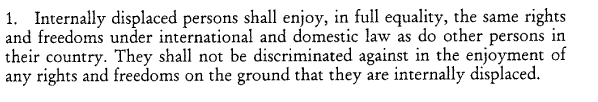 1. Internally displaced persons shall enjoy, in full equality, the same rights
and freedoms under international and domestic law as do other persons in
their country. They shall not be discriminated against in the enjoyment of
any rights and freedoms on the ground that they are internally displaced.